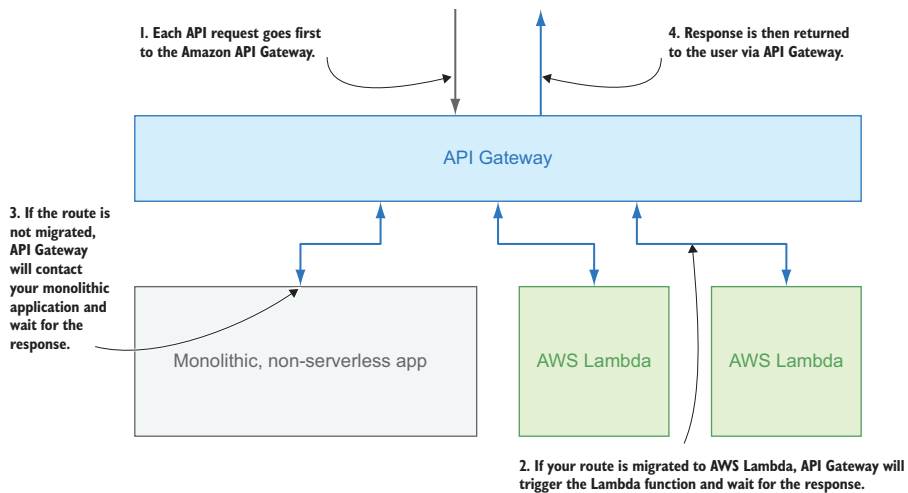 1. Each API request goes first
to the Amazon API Gateway.
4. Response is then returned
to the user via API Gateway.
API Gateway
3. If the route is
not migrated,
API Gateway
will contact
your monolithic
application and
wait for the
response.
Monolithic, non-serverless app
AWS Lambda
AWS Lambda
2. If your route is migrated to AWS Lambda, API Gateway will
trigger the Lambda function and wait for the response.